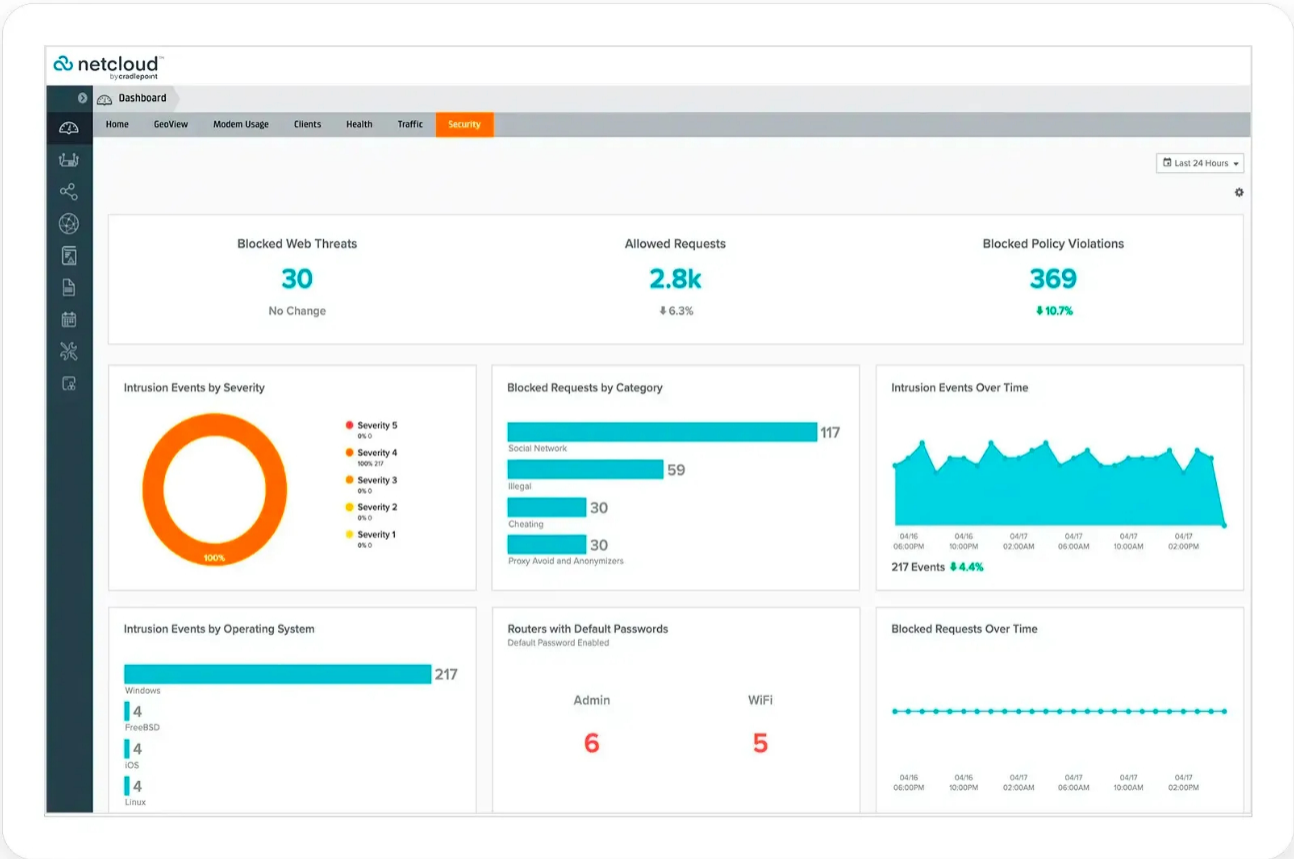 netcloud™
by cradlepoint
Dashboard
Home GeoView Modem Usage Clients Health Traffic Security
Last 24 Hours
Blocked Web Threats
30
No Change
Allowed Requests
2.8k
6.3%
Blocked Policy Violations
369
10.7%
Intrusion Events by Severity
100%
Severity 5
0% 0
Severity 4
100% 217
Severity 3
0% 0
Severity 2
0% 0
Severity 1
0% 0
Blocked Requests by Category
117
Social Network
59
Illegal
30
Cheating
30
Proxy Avoid and Anonymizers
Intrusion Events Over Time
04/16 04/16 04/17 04/17 04/17 04/17
06:00PM 10:00PM 02:00AM 06:00AM 10:00AM 02:00PM
217 Events 4.4%
Intrusion Events by Operating System
217
Windows
4
FreeBSD
4
iOS
4
Linux
Routers with Default Passwords
Default Password Enabled
Admin WiFi
6 5
Blocked Requests Over Time
04/16 04/16 04/17 04/17 04/17 04/17
06:00PM 10:00PM 02:00AM 06:00AM 10:00AM 02:00PM